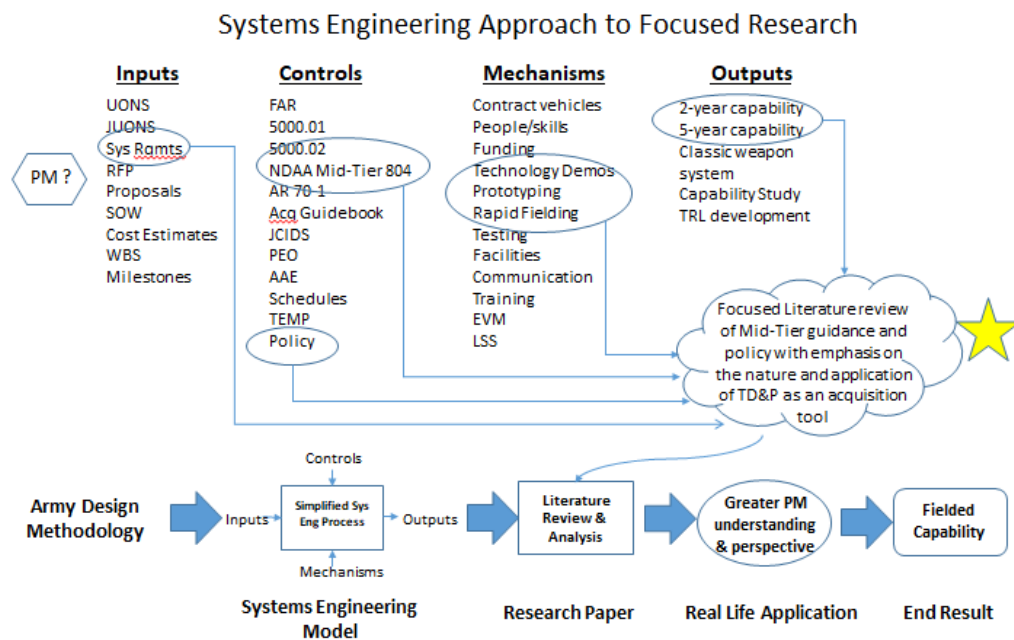 Systems Engineering Approach to Focused Research
Inputs
UONS
JUONS
Sys Rqmts
RFP
Proposals
SOW
Cost Estimates
WBS
Milestones
PM ?
Controls
FAR
5000.01
5000.02
NDAA Mid-Tier 804
AR 70-1
Acq Guidebook
JCIDS
PEO
AAE
Schedules
TEMP
Policy
Mechanisms
Contract vehicles
People/skills
Funding
Technology Demos
Prototyping
Rapid Fielding
Testing
Facilities
Communication
Training
EVM
LSS
Outputs
2-year capability
5-year capability
Classic weapon
system
Capability Study
TRL development
Focused Literature review
of Mid-Tier guidance and
policy with emphasis on
the nature and application
of TD&P as an acquisition
tool
Army Design
Methodology
Controls
Inputs
Simplified Sys
Eng Process
Outputs
Mechanisms
Literature
Review &
Analysis
Greater PM
understanding
& perspective
Fielded
Capability
Systems Engineering
Model
Research Paper
Real Life Application
End Result